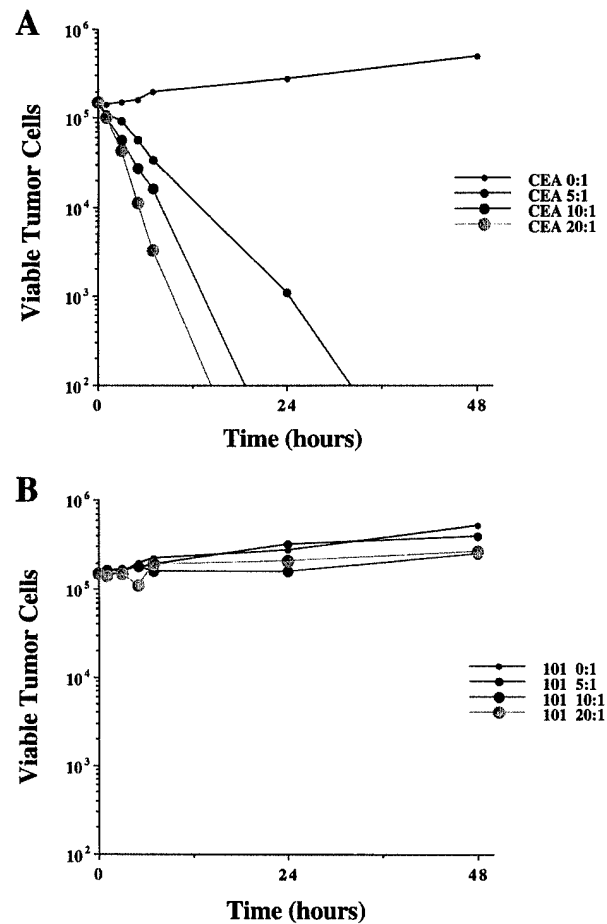 A
10^6
10^5
10^4
10^3
10^2
Viable Tumor Cells
0
24
48
Time (hours)
CEA 0:1
CEA 5:1
CEA 10:1
CEA 20:1
B
10^6
10^5
10^4
10^3
10^2
Viable Tumor Cells
0
24
48
Time (hours)
101 0:1
101 5:1
101 10:1
101 20:1